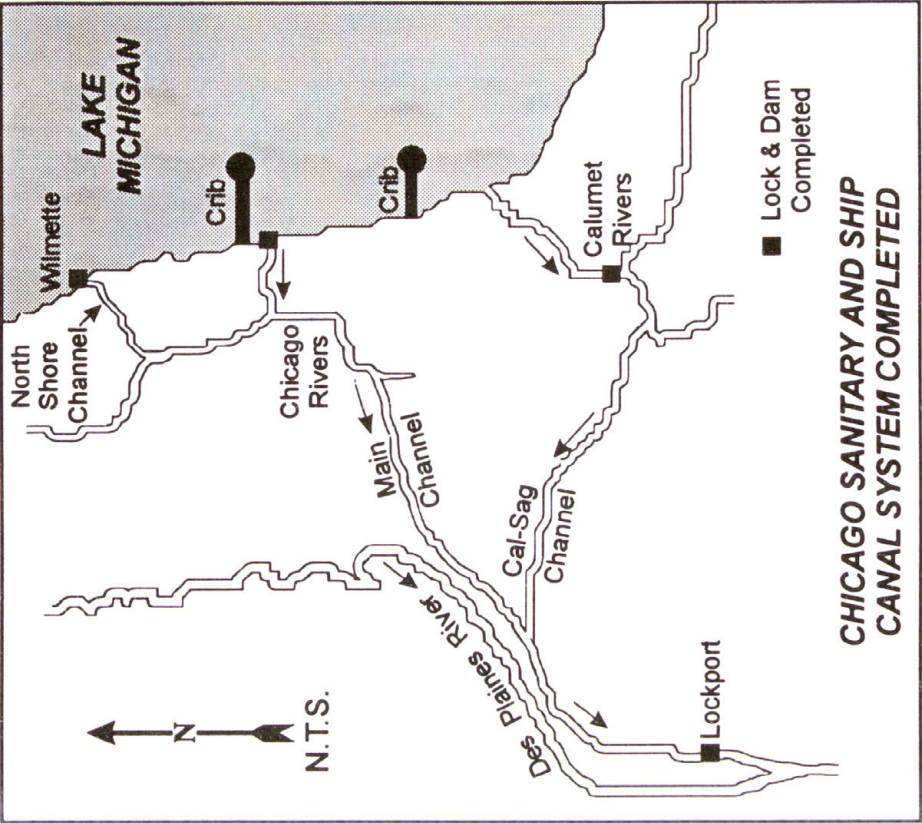 LAKE
MICHIGAN
Wilmette
North
Shore
Channel
Crib
Crib
Chicago
Rivers
Calumet
Rivers
Main
Channel
Cal-Sag
Channel
Des Plaines River
Lockport
N
N.T.S.
Lock & Dam
Completed
CHICAGO SANITARY AND SHIP
CANAL SYSTEM COMPLETED